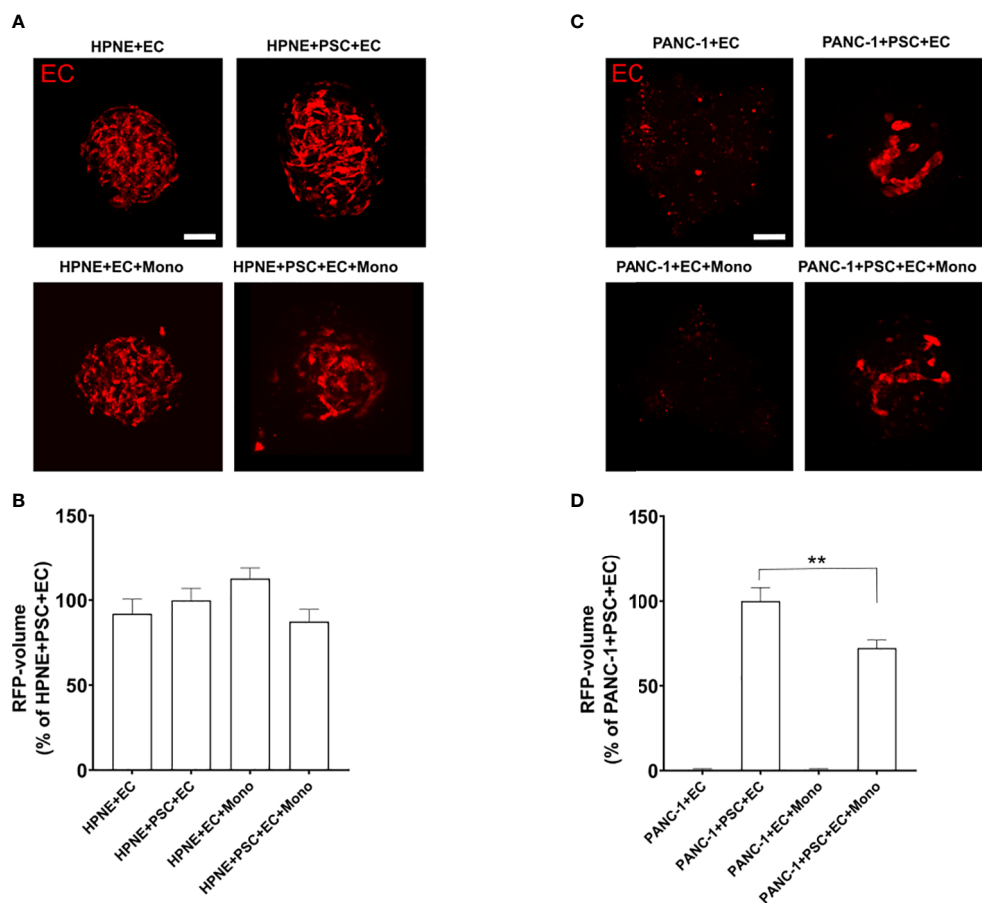 A
HPNE+EC
HPNE+PSC+EC
EC
HPNE+EC+Mono
HPNE+PSC+EC+Mono
B
RFP-volume
(% of HPNE+PSC+EC)
150
100
50
0
HPNE+EC
HPNE+PSC+EC
HPNE+EC+Mono
HPNE+PSC+EC+Mono
C
PANC-1+EC
PANC-1+PSC+EC
EC
PANC-1+EC+Mono
PANC-1+PSC+EC+Mono
D
RFP-volume
(% of PANC-1+PSC+EC)
150
100
50
0
**
PANC-1+EC
PANC-1+PSC+EC
PANC-1+EC+Mono
PANC-1+PSC+EC+Mono